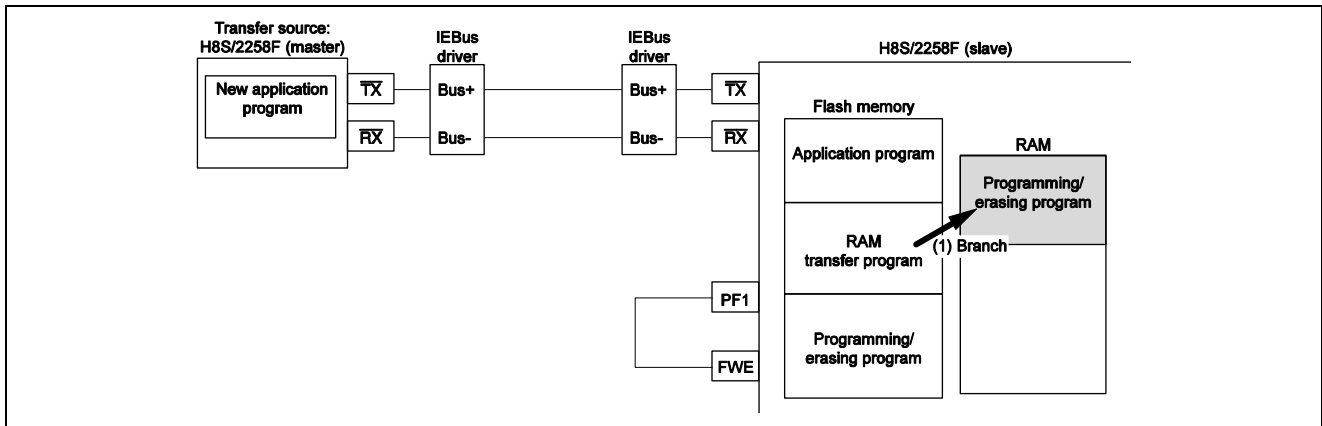 Transfer source:
H8S/2258F (master)
New application
program
TX
RX
IEBus
driver
Bus+
Bus-
IEBus
driver
Bus+
Bus-
TX
RX
PF1
FWE
H8S/2258F (slave)
Flash memory
Application program
RAM
transfer program
Programming/
erasing program
(1) Branch
RAM
Programming/
erasing program